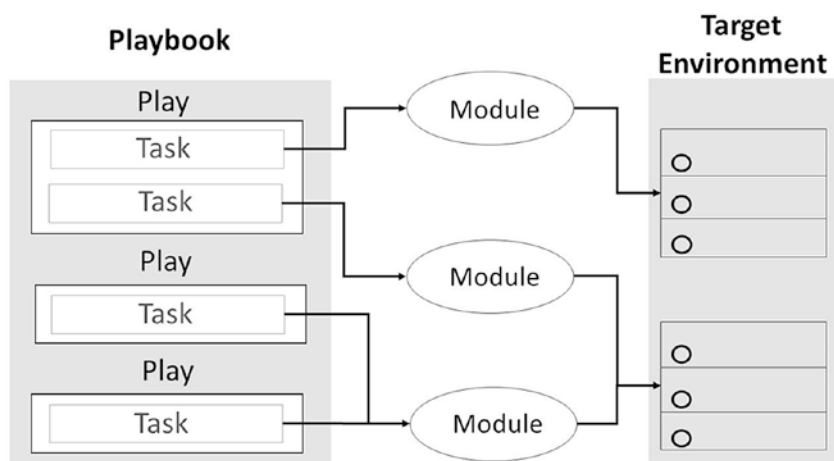 Playbook
Target
Environment
Play
Task
Task
Play
Task
Play
Task
Module
Module
Module